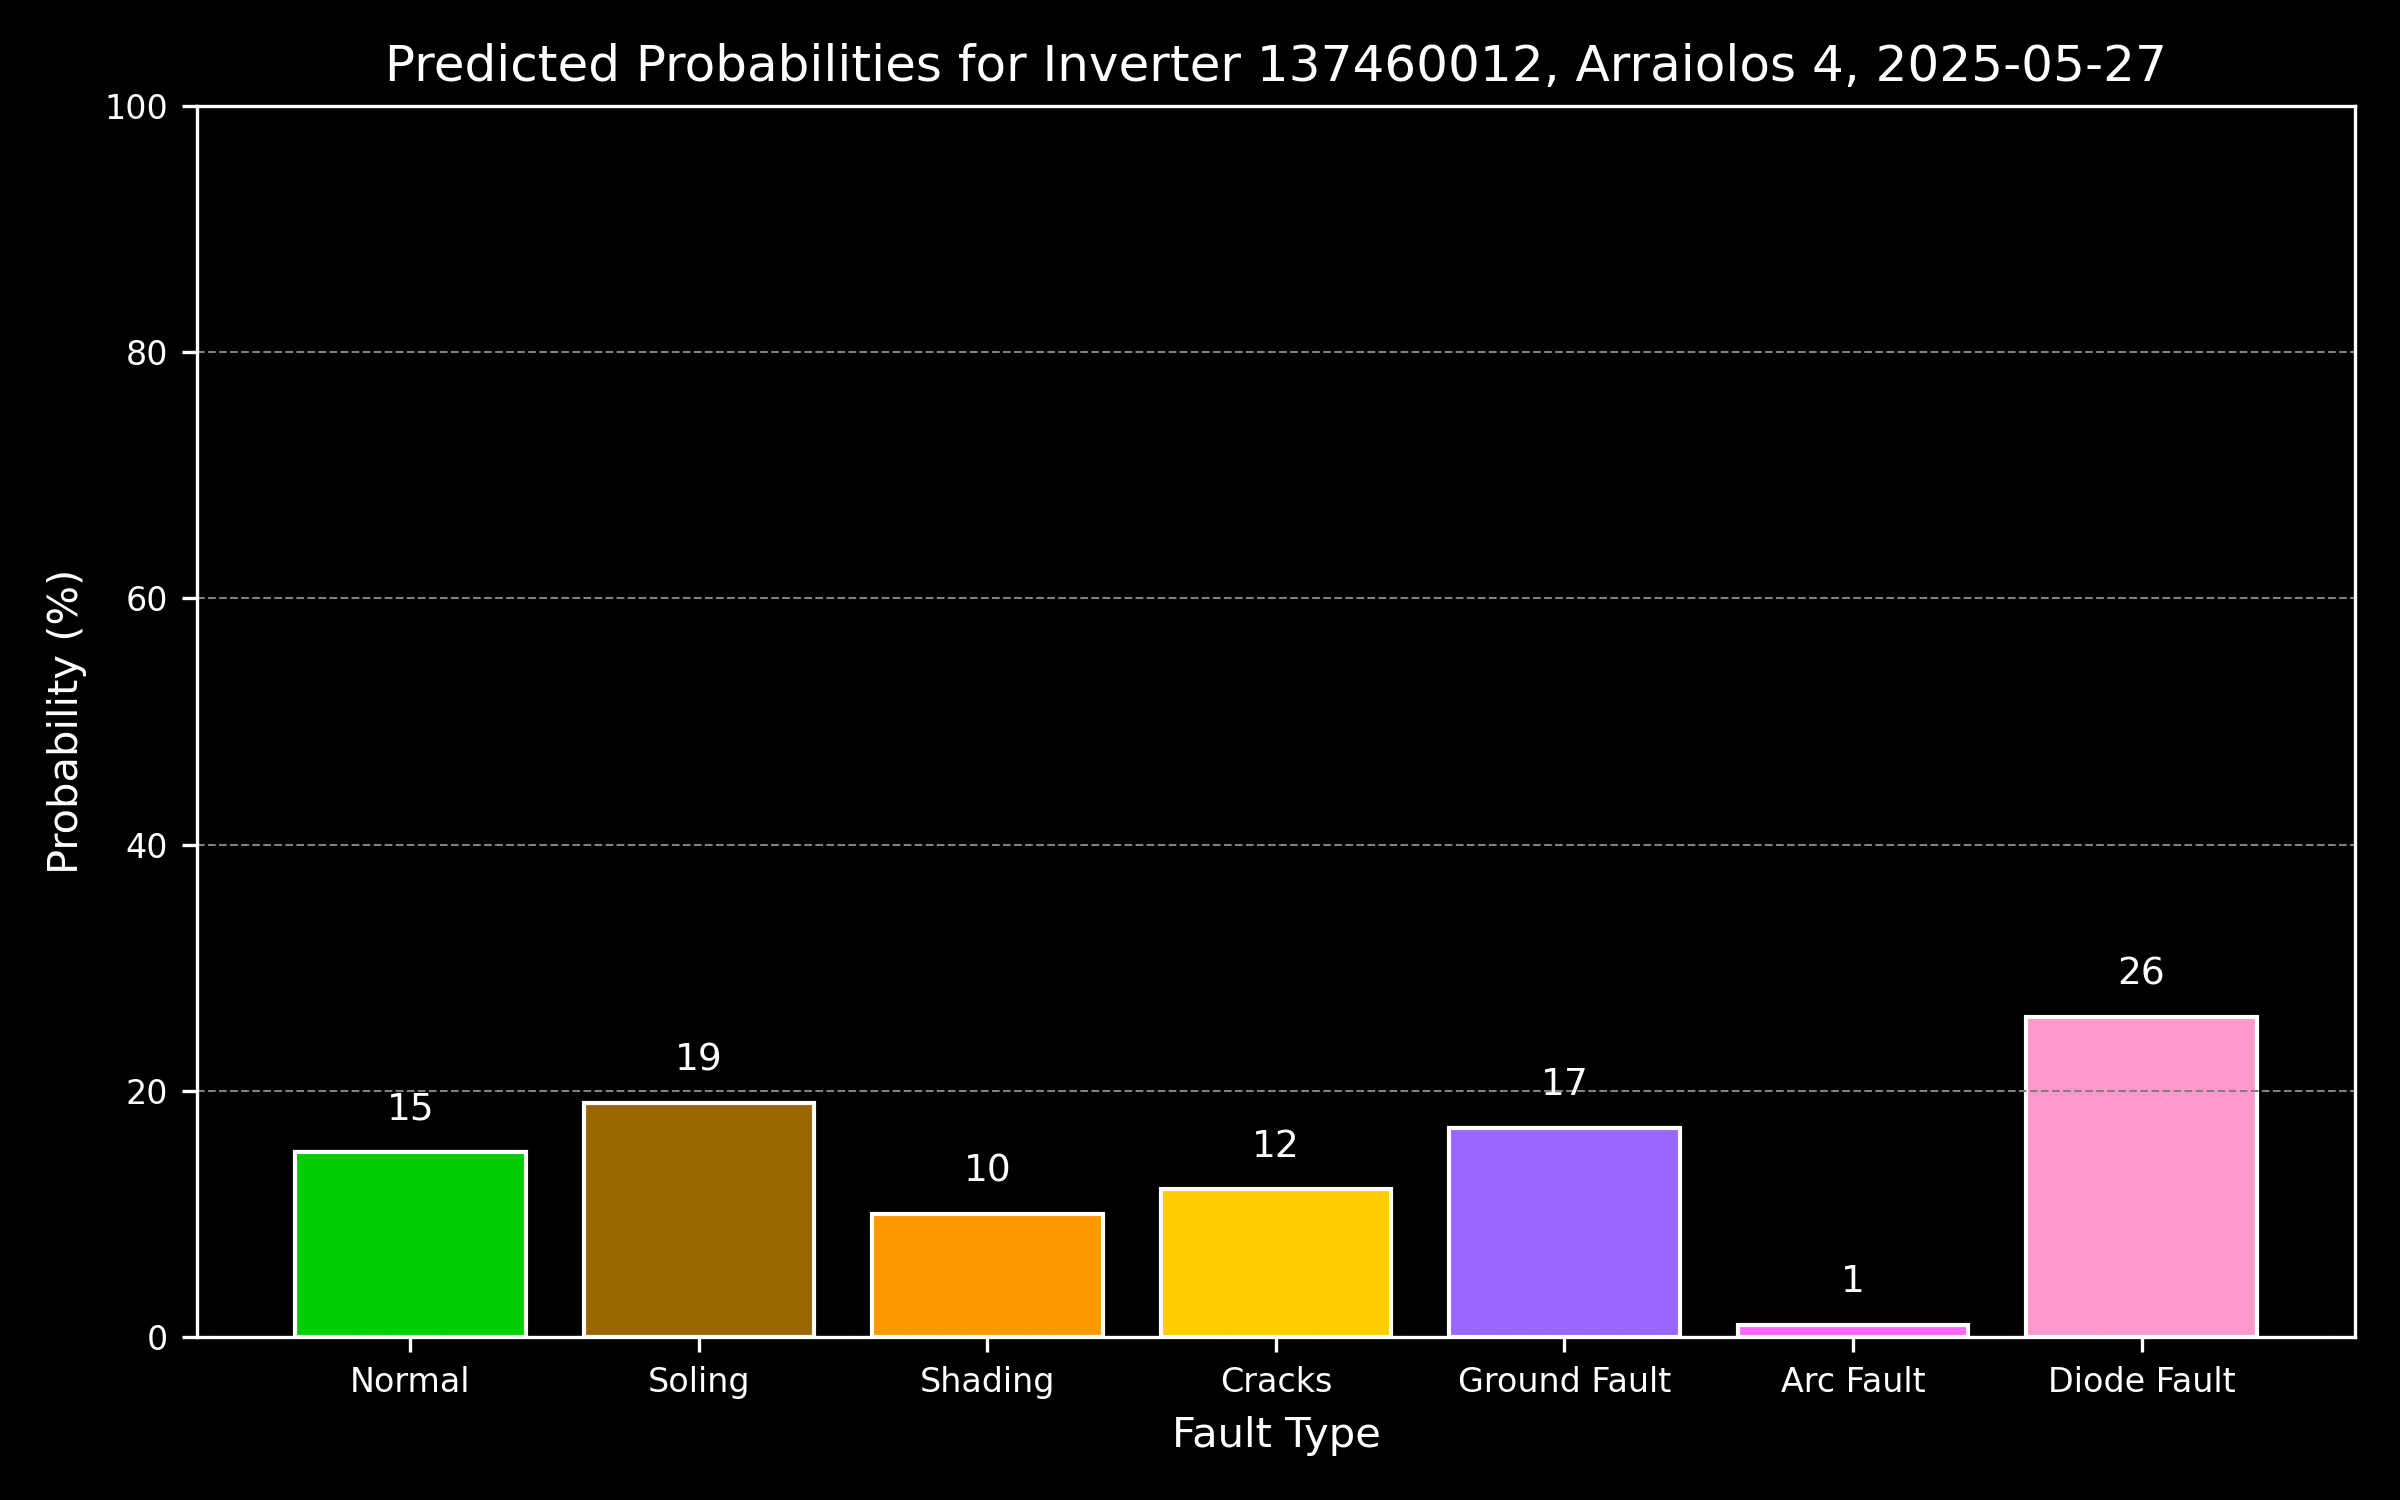 Predicted Probabilities for Inverter 137460012, Arraiolos 4, 2025-05-27
100
80
60
40
20
0
Probability (%)
15
19
10
12
17
1
26
Normal
Soling
Shading
Cracks
Ground Fault
Arc Fault
Diode Fault
Fault Type